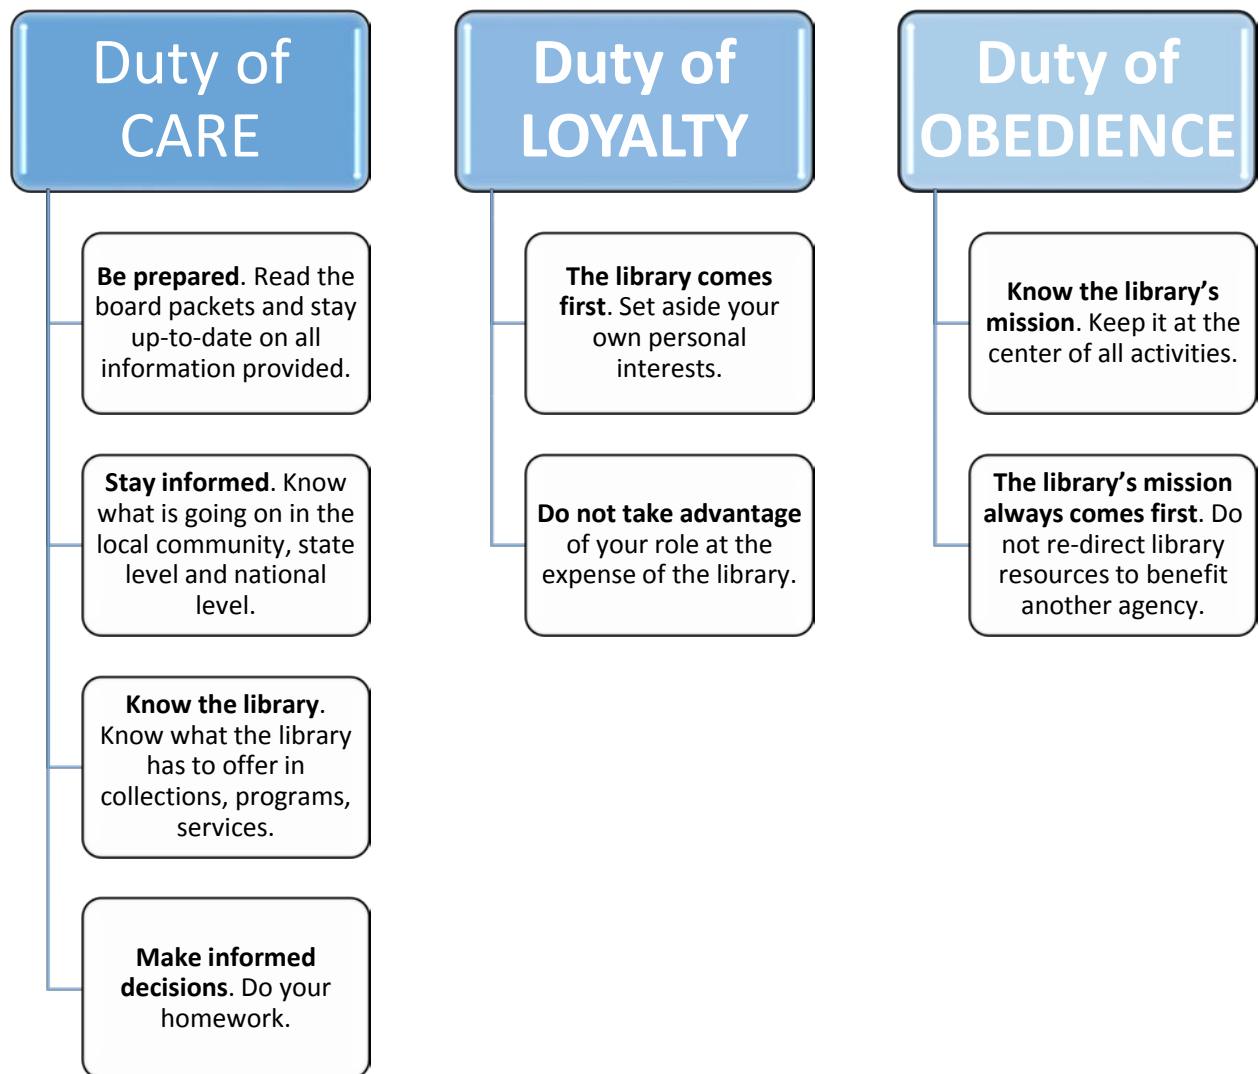 Duty of
CARE
Be prepared. Read the
board packets and stay
up-to-date on all
information provided.
Stay informed. Know
what is going on in the
local community, state
level and national
level.
Know the library.
Know what the library
has to offer in
collections, programs,
services.
Make informed
decisions. Do your
homework.
Duty of
LOYALTY
The library comes
first. Set aside your
own personal
interests.
Do not take advantage
of your role at the
expense of the library.
Duty of
OBEDIENCE
Know the library’s
mission. Keep it at the
center of all activities.
The library’s mission
always comes first. Do
not re-direct library
resources to benefit
another agency.